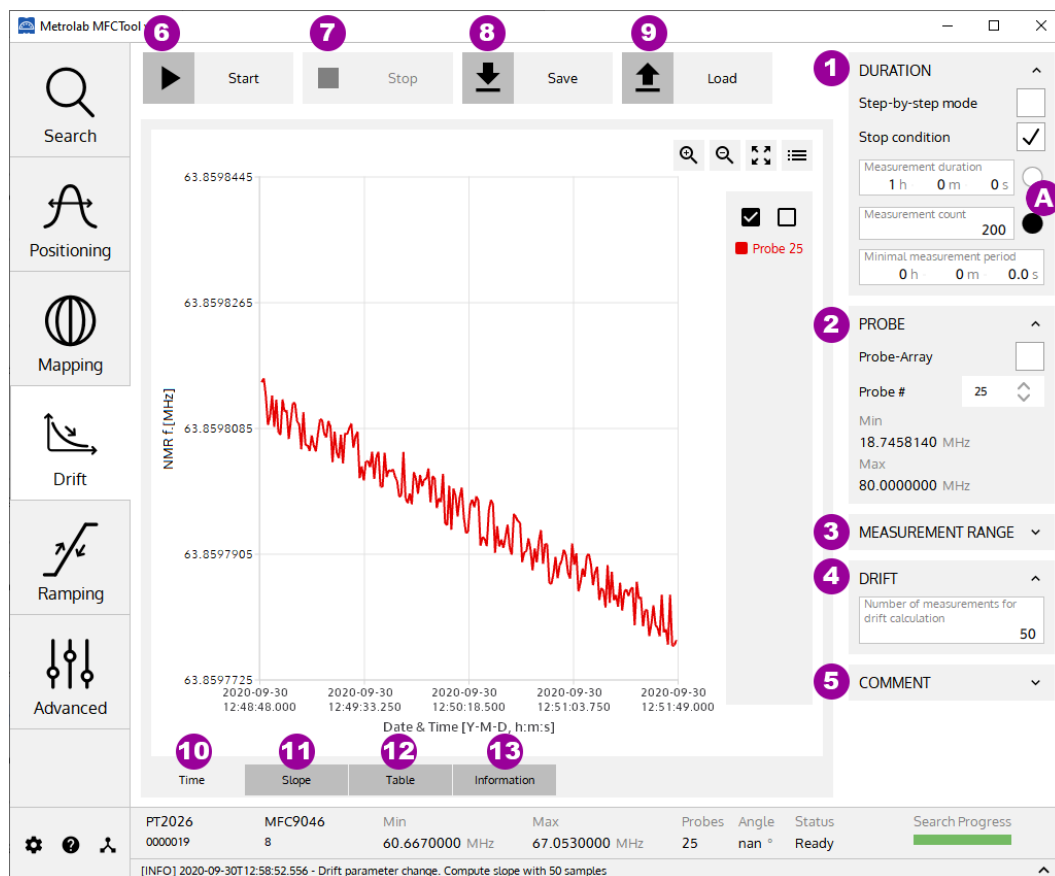 Metrolab MFCTool
6
7
8
9
Start
Stop
Save
Load
Search
Positioning
Mapping
Drift
Ramping
Advanced
63.8598445
63.8598265
63.8598085
63.8597905
63.8597725
NMR f.[MHz]
2020-09-30 12:48:48.000
2020-09-30 12:49:33.250
2020-09-30 12:50:18.500
2020-09-30 12:51:03.750
2020-09-30 12:51:49.000
Date & Time [Y-M-D, h:m:s]
Probe 25
10
11
12
13
Time
Slope
Table
Information
1
DURATION
Step-by-step mode
Stop condition
Measurement duration
1 h 0 m 0 s
A
Measurement count
200
Minimal measurement period
0 h 0 m 0.0 s
2
PROBE
Probe-Array
Probe # 25
Min
18.7458140 MHz
Max
80.0000000 MHz
3
MEASUREMENT RANGE
4
DRIFT
Number of measurements for
drift calculation
50
5
COMMENT
PT2026 MFC9046 Min Max Probes Angle Status Search Progress
0000019 8 60.6670000 MHz 67.0530000 MHz 25 nan ° Ready
[INFO] 2020-09-30T12:58:52.556 - Drift parameter change. Compute slope with 50 samples